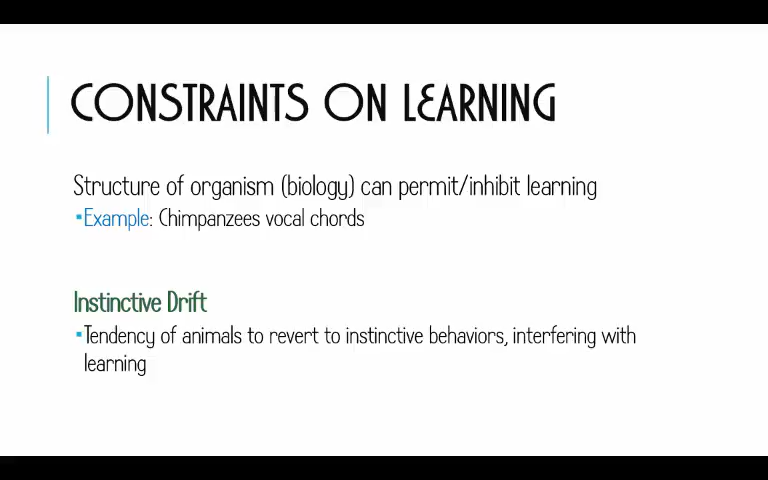 CONSTRAINTS ON LEARNING
Structure of organism (biology) can permit/inhibit learning
▪Example: Chimpanzees vocal chords
Instinctive Drift
▪Tendency of animals to revert to instinctive behaviors, interfering with
learning